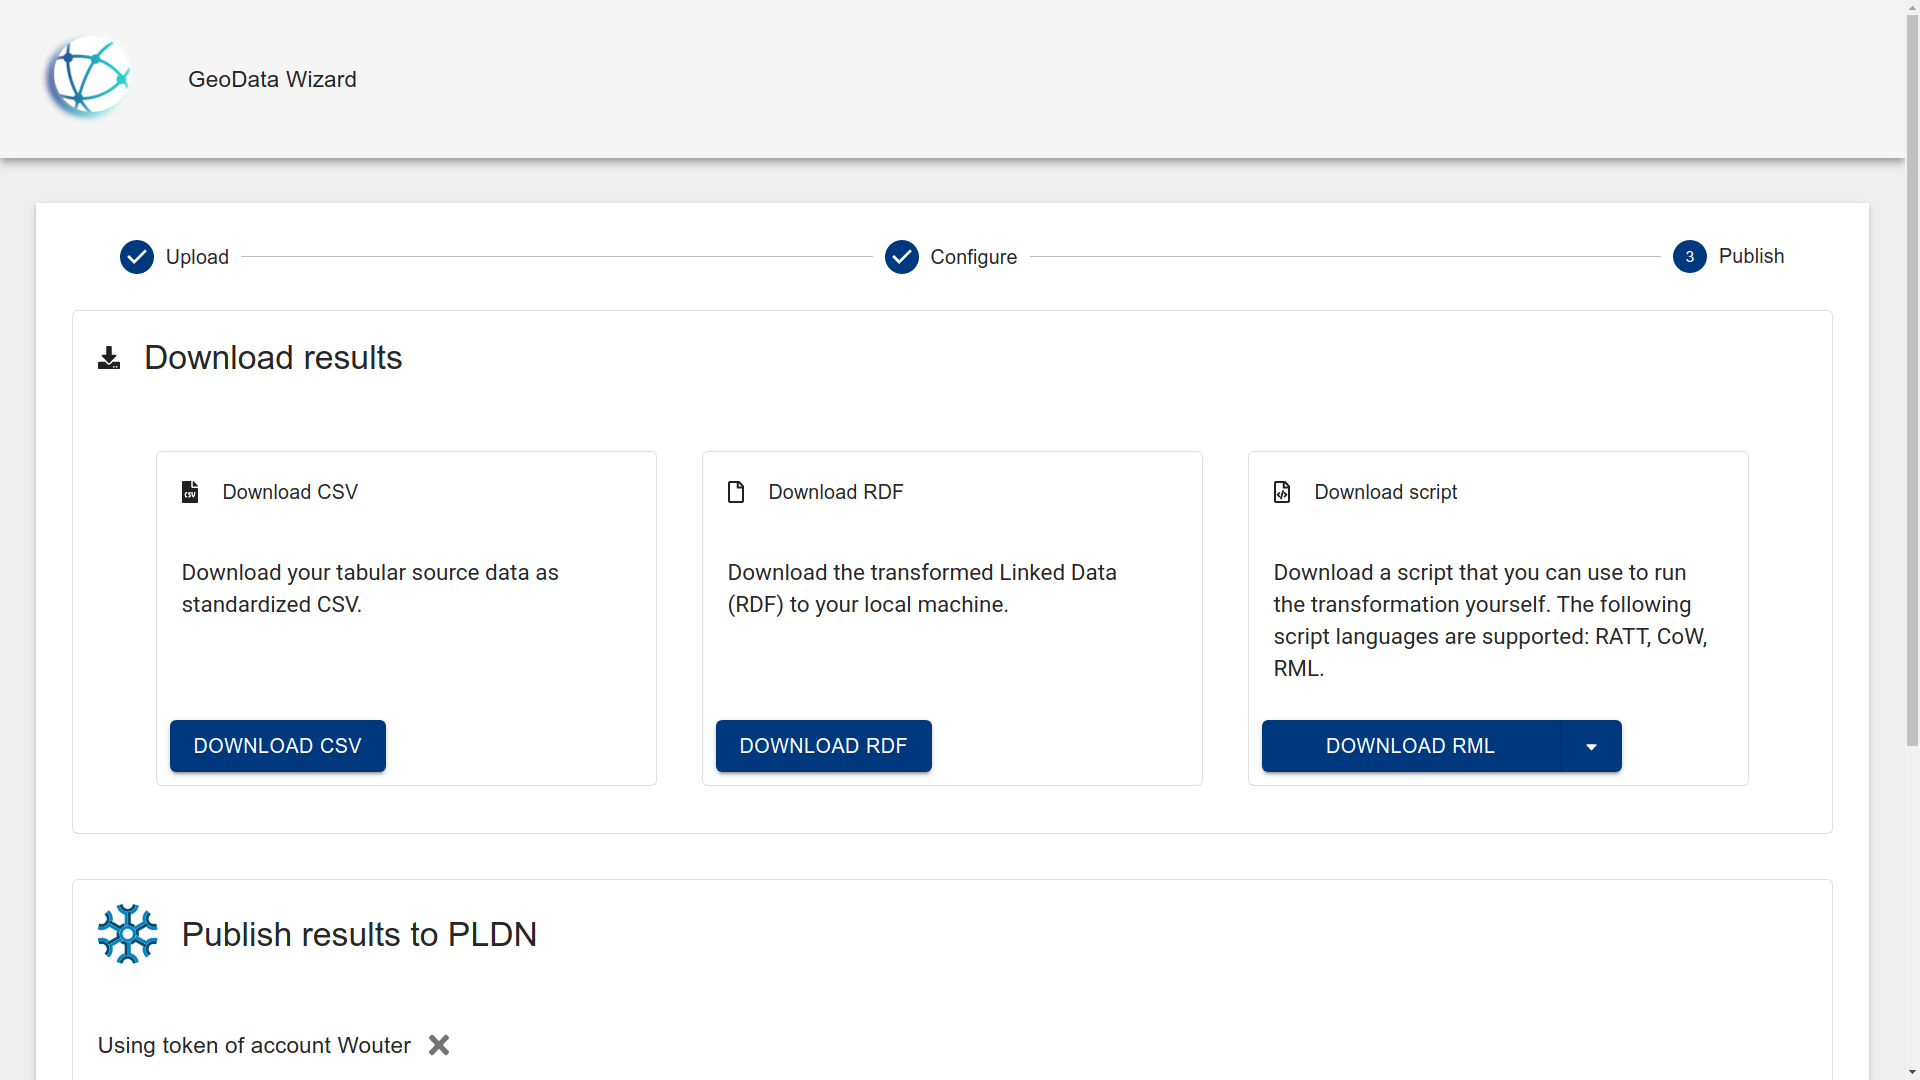 GeoData Wizard
Upload
Configure
3
Publish
Download results
CSV
Download CSV
Download your tabular source data as
standardized CSV.
DOWNLOAD CSV
Download RDF
Download the transformed Linked Data
(RDF) to your local machine.
DOWNLOAD RDF
Download script
Download a script that you can use to run
the transformation yourself. The following
script languages are supported: RATT, CoW,
RML.
DOWNLOAD RML
Publish results to PLDN
Using token of account Wouter